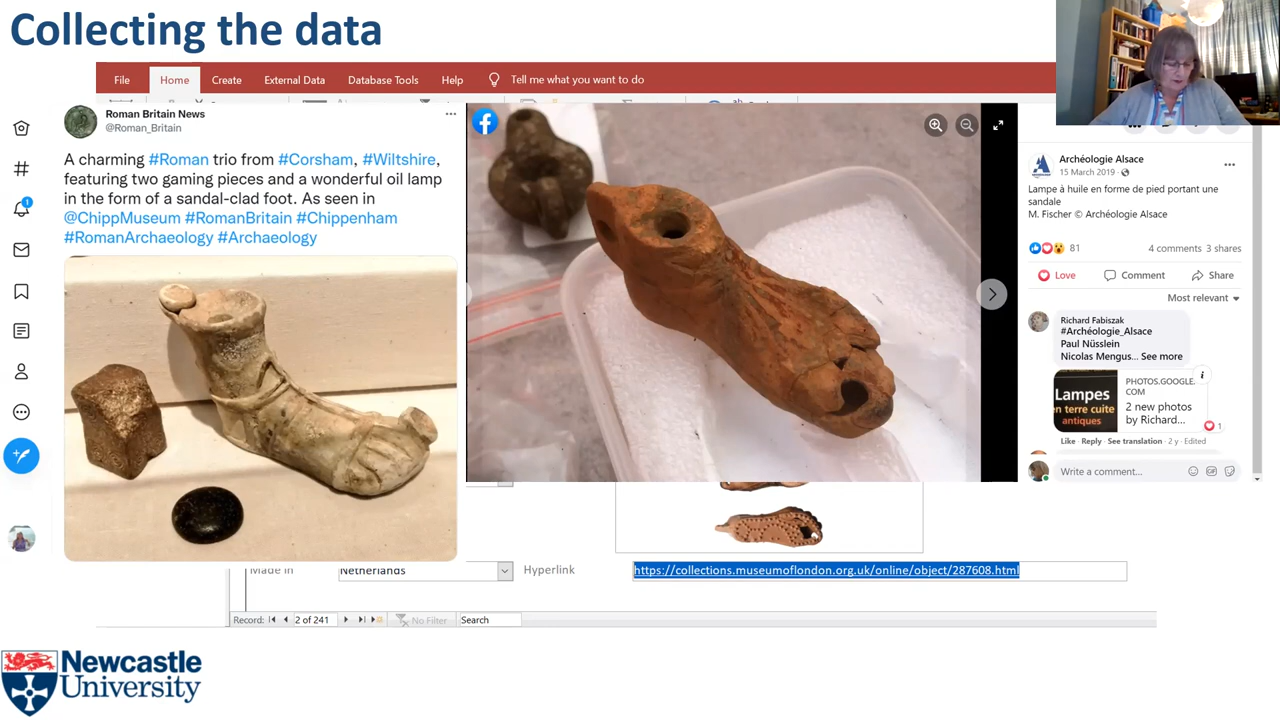 Collecting the data
File Home Create External Data Database Tools Help Tell me what you want to do
Roman Britain News
@Roman_Britain
A charming #Roman trio from #Corsham, #Wiltshire,
featuring two gaming pieces and a wonderful oil lamp
in the form of a sandal-clad foot. As seen in
@ChippMuseum #RomanBritain #Chippenham
#RomanArchaeology #Archaeology
1
Archéologie Alsace
15 March 2019
Lampe à huile en forme de pied portant une
sandale
M. Fischer © Archéologie Alsace
81 4 comments 3 shares
Love Comment Share
Most relevant
Richard Fabiszak
#Archéologie_Alsace
Paul Nüsslein
Nicolas Mengus... See more
Lampes
en terre cuite
antiques
PHOTOS.GOOGLE.
COM
2 new photos
by Richard...
1
Like · Reply · See translation · 2 y · Edited
Write a comment...
GIF
Made in Netherlands Hyperlink https://collections.museumoflondon.org.uk/online/object/287608.html
Record: 2 of 241 No Filter Search
Newcastle
University